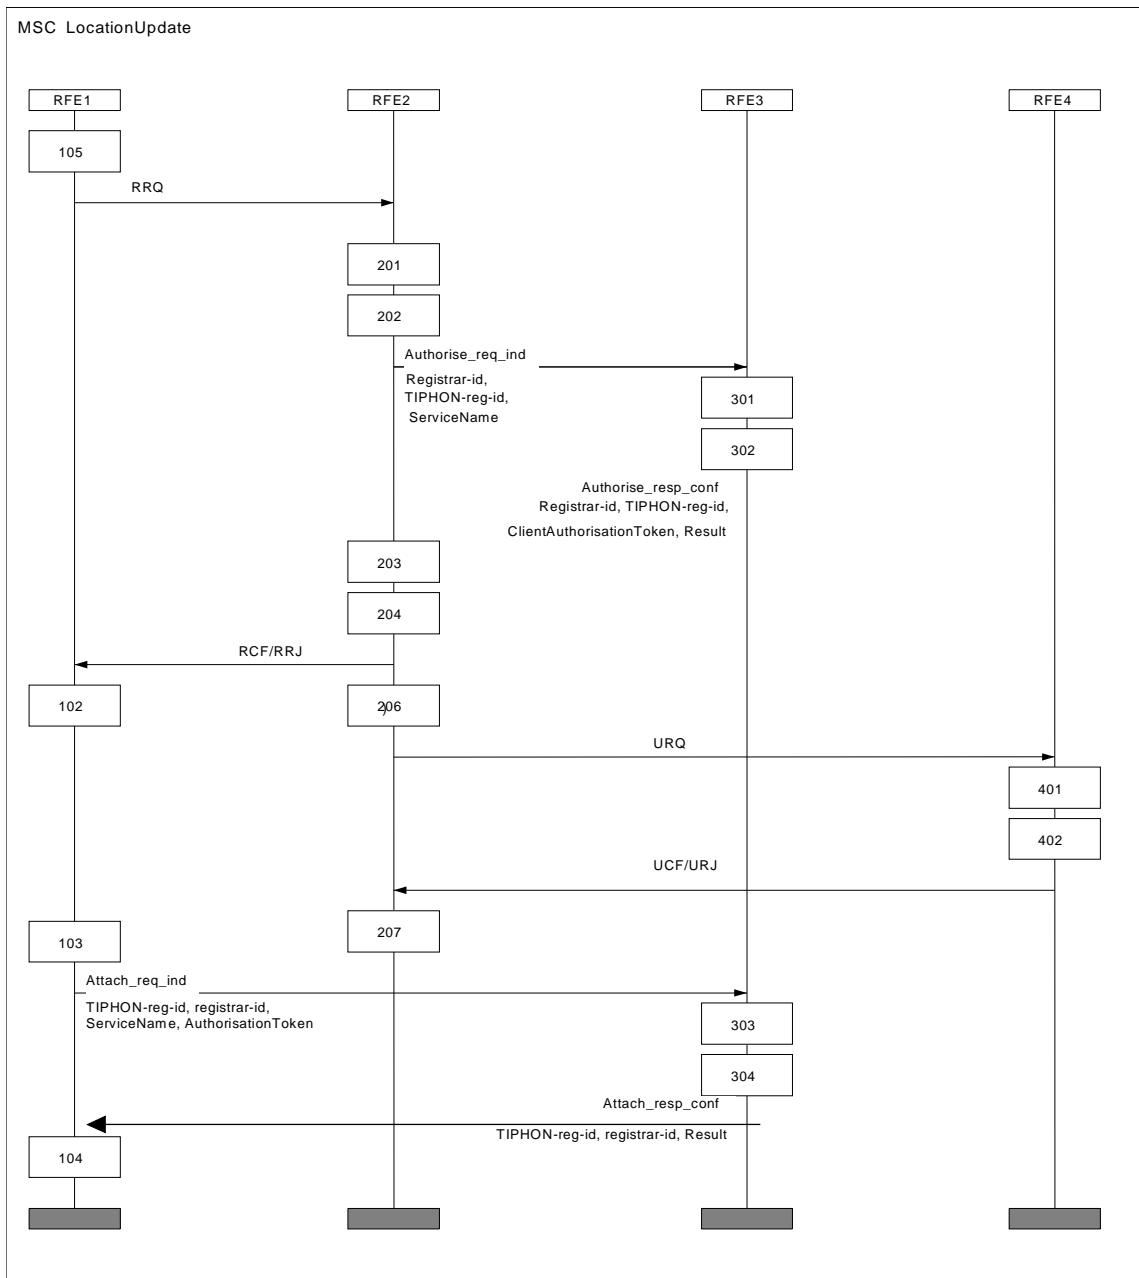 MSC LocationUpdate
RFE1
RFE2
RFE3
RFE4
105
RRQ
201
202
Authorise_req_ind
Registrar-id,
TIPHON-reg-id,
ServiceName
301
302
Authorise_resp_conf
Registrar-id, TIPHON-reg-id,
ClientAuthorisationToken, Result
203
204
RCF/RRJ
102
206
)
URQ
401
402
UCF/URJ
207
103
Attach_req_ind
TIPHON-reg-id, registrar-id,
ServiceName, AuthorisationToken
303
304
Attach_resp_conf
TIPHON-reg-id, registrar-id, Result
104